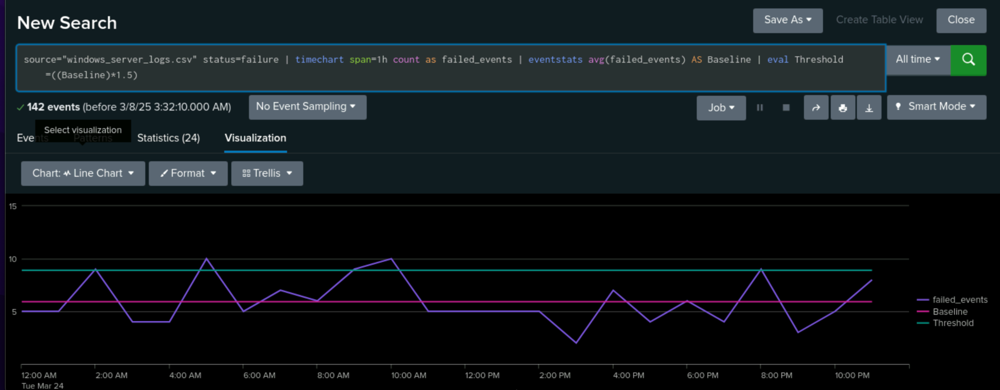 New Search
Save As
Create Table View
Close
source="windows_server_logs.csv" status=failure | timechart span=1h count as failed_events | eventstats avg(failed_events) AS Baseline | eval Threshold
=((Baseline)*1.5)
All time
142 events (before 3/8/25 3:32:10.000 AM)
No Event Sampling
Job
Smart Mode
Select visualization
Events
Patterns
Statistics (24)
Visualization
Chart: Line Chart
Format
Trellis
15
10
5
failed_events
Baseline
Threshold
12:00 AM
2:00 AM
4:00 AM
6:00 AM
8:00 AM
10:00 AM
12:00 PM
2:00 PM
4:00 PM
6:00 PM
8:00 PM
10:00 PM
Tue Mar 24